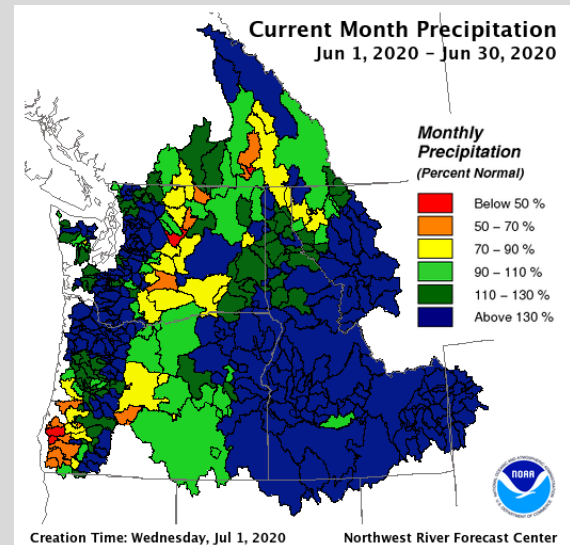 Current Month Precipitation
Jun 1, 2020 – Jun 30, 2020
Monthly
Precipitation
(Percent Normal)
Below 50 %
50 – 70 %
70 – 90 %
90 – 110 %
110 – 130 %
Above 130 %
NOAA
Creation Time: Wednesday, Jul 1, 2020
Northwest River Forecast Center